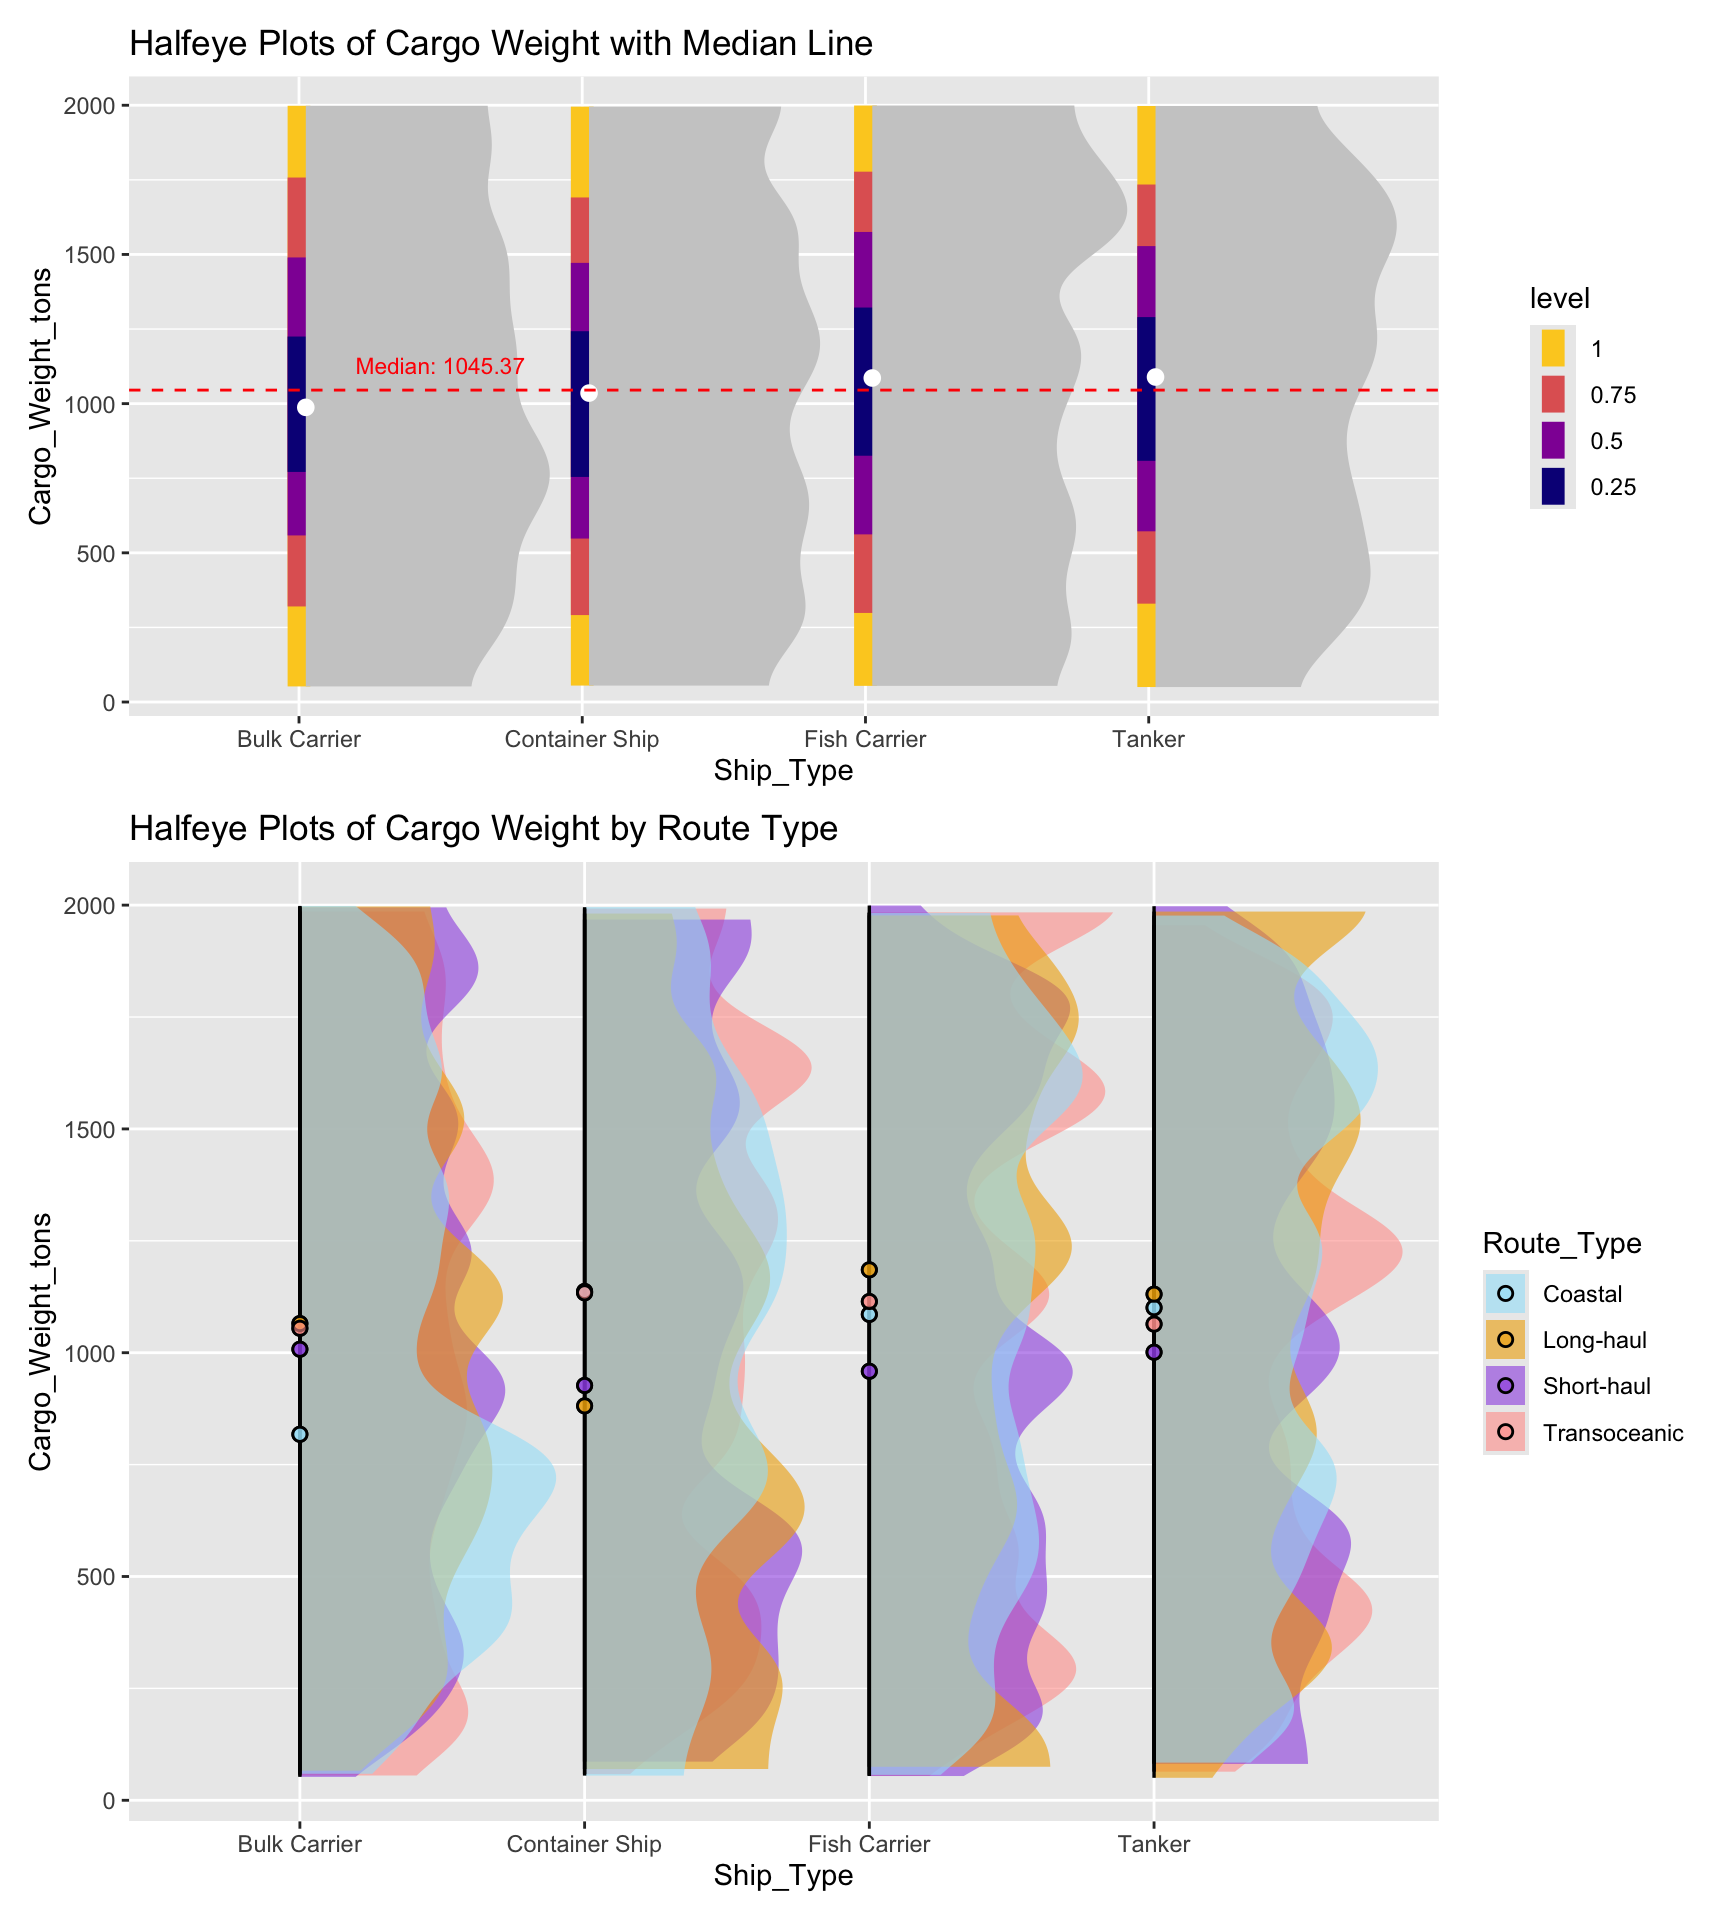 Halfeye Plots of Cargo Weight with Median Line
Cargo_Weight_tons
2000
1500
1000
500
0
Median: 1045.37
Bulk Carrier
Container Ship
Fish Carrier
Tanker
Ship_Type
level
1
0.75
0.5
0.25
Halfeye Plots of Cargo Weight by Route Type
Cargo_Weight_tons
2000
1500
1000
500
0
Bulk Carrier
Container Ship
Fish Carrier
Tanker
Ship_Type
Route_Type
Coastal
Long-haul
Short-haul
Transoceanic